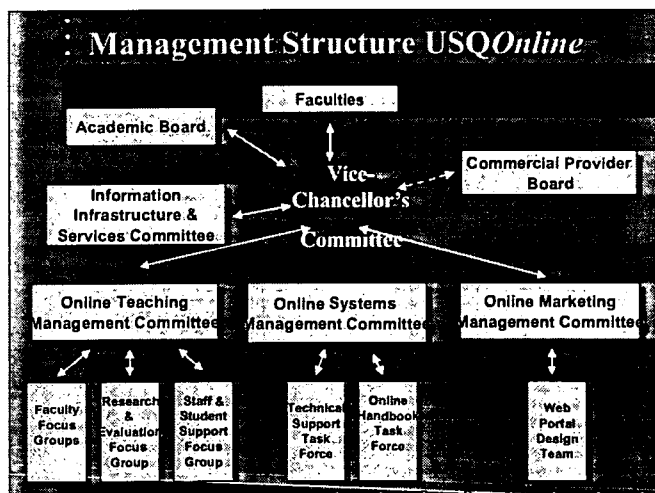 Management Structure USQOnline
Faculties
Academic Board
Commercial Provider
Board
Vice-
Chancellor's
Committee
Information
Infrastructure &
Services Committee
Online Teaching
Management Committee
Online Systems
Management Committee
Online Marketing
Management Committee
Faculty
Focus
Groups
Research
&
Evaluation
Focus
Group
Staff &
Student
Support
Focus
Group
Technical
Support
Task
Force
Online
Handbook
Task
Force
Web
Portal
Design
Team